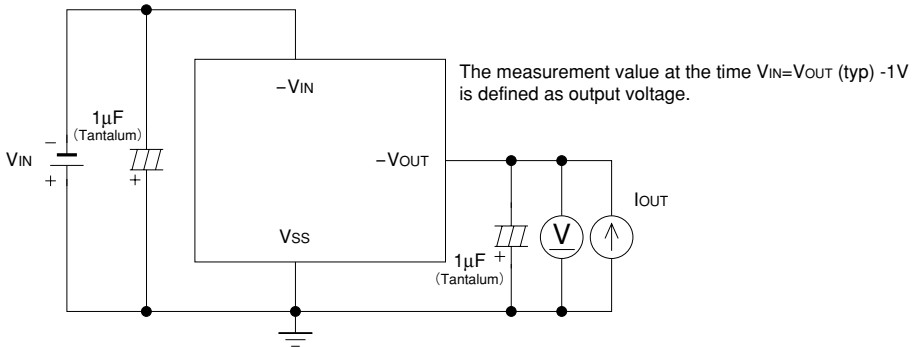 The measurement value at the time VIN=VOUT (typ) -1V
is defined as output voltage.
−VIN
1μF
(Tantalum)
−
VIN
+
+
−VOUT
IOUT
VSS
V
+
1μF
(Tantalum)